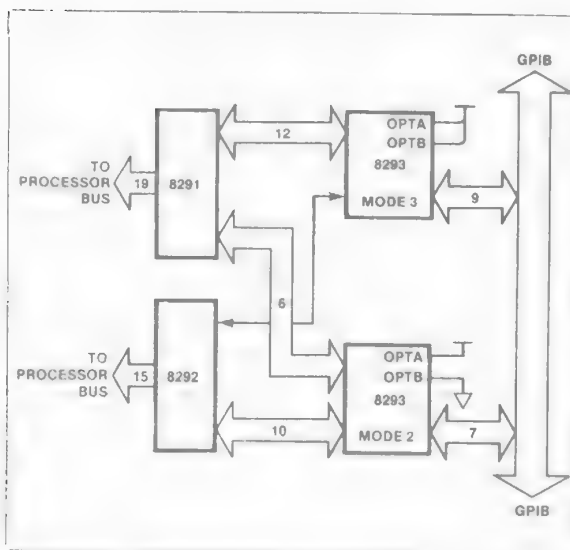 GPIB
OPTA
OPTB
12
8293
TO
PROCESSOR
BUS
19
8291
MODE 3
9
6
TO
PROCESSOR
BUS
15
8292
OPTA
OPTB
8293
10
MODE 2
7
GPIB